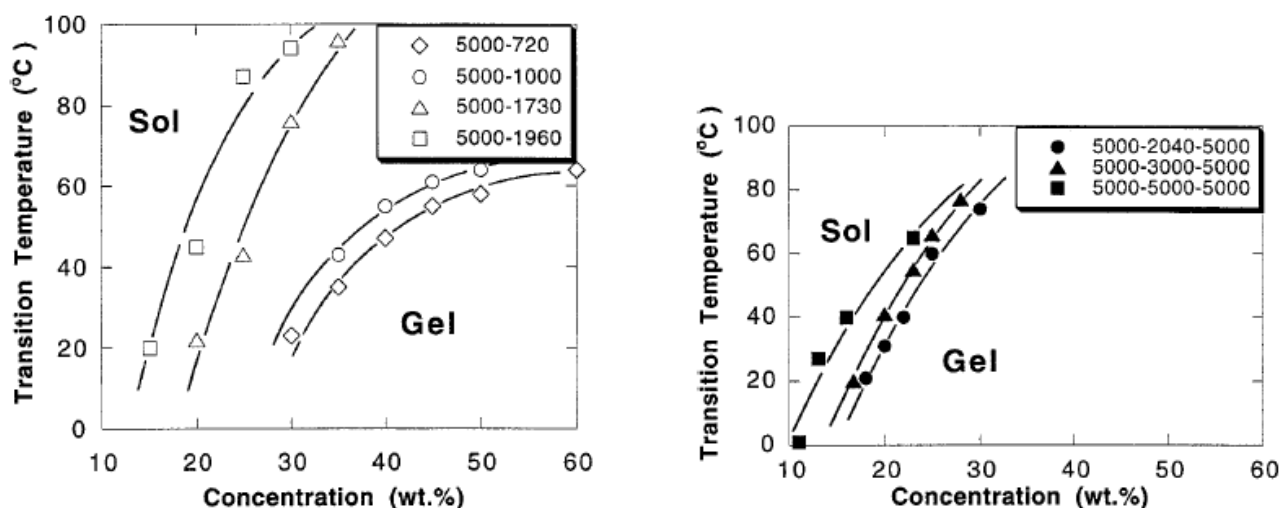 Transition Temperature (°C)
100
80
60
40
20
0
10 20 30 40 50 60
Concentration (wt.%)
Sol
Gel
5000-720
5000-1000
5000-1730
5000-1960
Transition Temperature (°C)
100
80
60
40
20
0
10 20 30 40 50 60
Concentration (wt.%)
Sol
Gel
5000-2040-5000
5000-3000-5000
5000-5000-5000